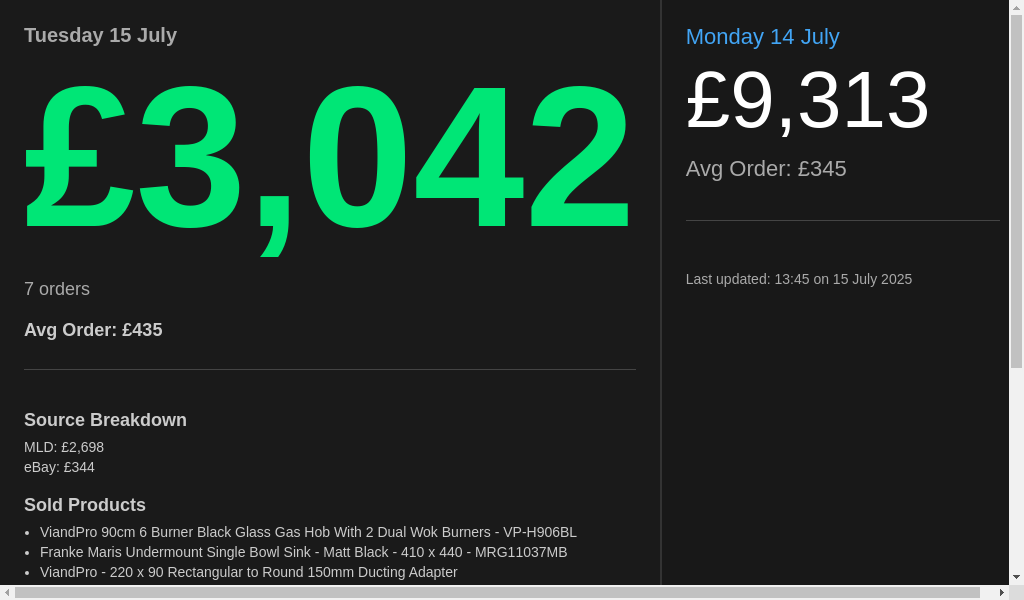 Tuesday 15 July
£3,042
7 orders
Avg Order: £435
Source Breakdown
MLD: £2,698
eBay: £344
Sold Products
• ViandPro 90cm 6 Burner Black Glass Gas Hob With 2 Dual Wok Burners - VP-H906BL
• Franke Maris Undermount Single Bowl Sink - Matt Black - 410 x 440 - MRG11037MB
• ViandPro - 220 x 90 Rectangular to Round 150mm Ducting Adapter
Monday 14 July
£9,313
Avg Order: £345
Last updated: 13:45 on 15 July 2025